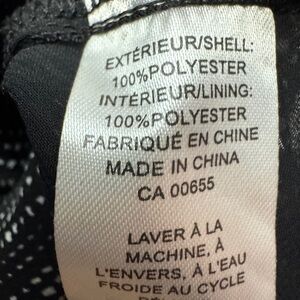 EXTÉRIEUR/SHELL:
100%POLYESTER
INTÉRIEUR/LINING:
100%POLYESTER
FABRIQUÉ EN CHINE
MADE IN CHINA
CA 00655
LAVER À LA
MACHINE, À
L'ENVERS, À L'EAU
FROIDE AU CYCLE